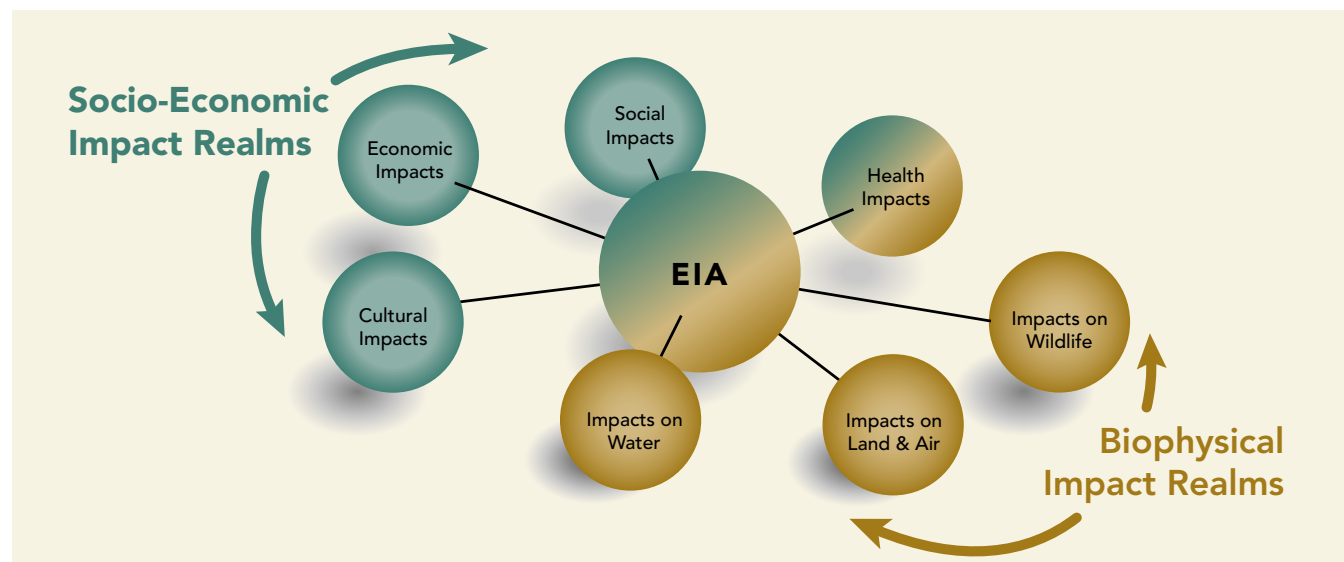 Socio-Economic
Impact Realms
Economic
Impacts
Social
Impacts
Health
Impacts
EIA
Cultural
Impacts
Impacts on
Wildlife
Impacts on
Water
Impacts on
Land & Air
Biophysical
Impact Realms